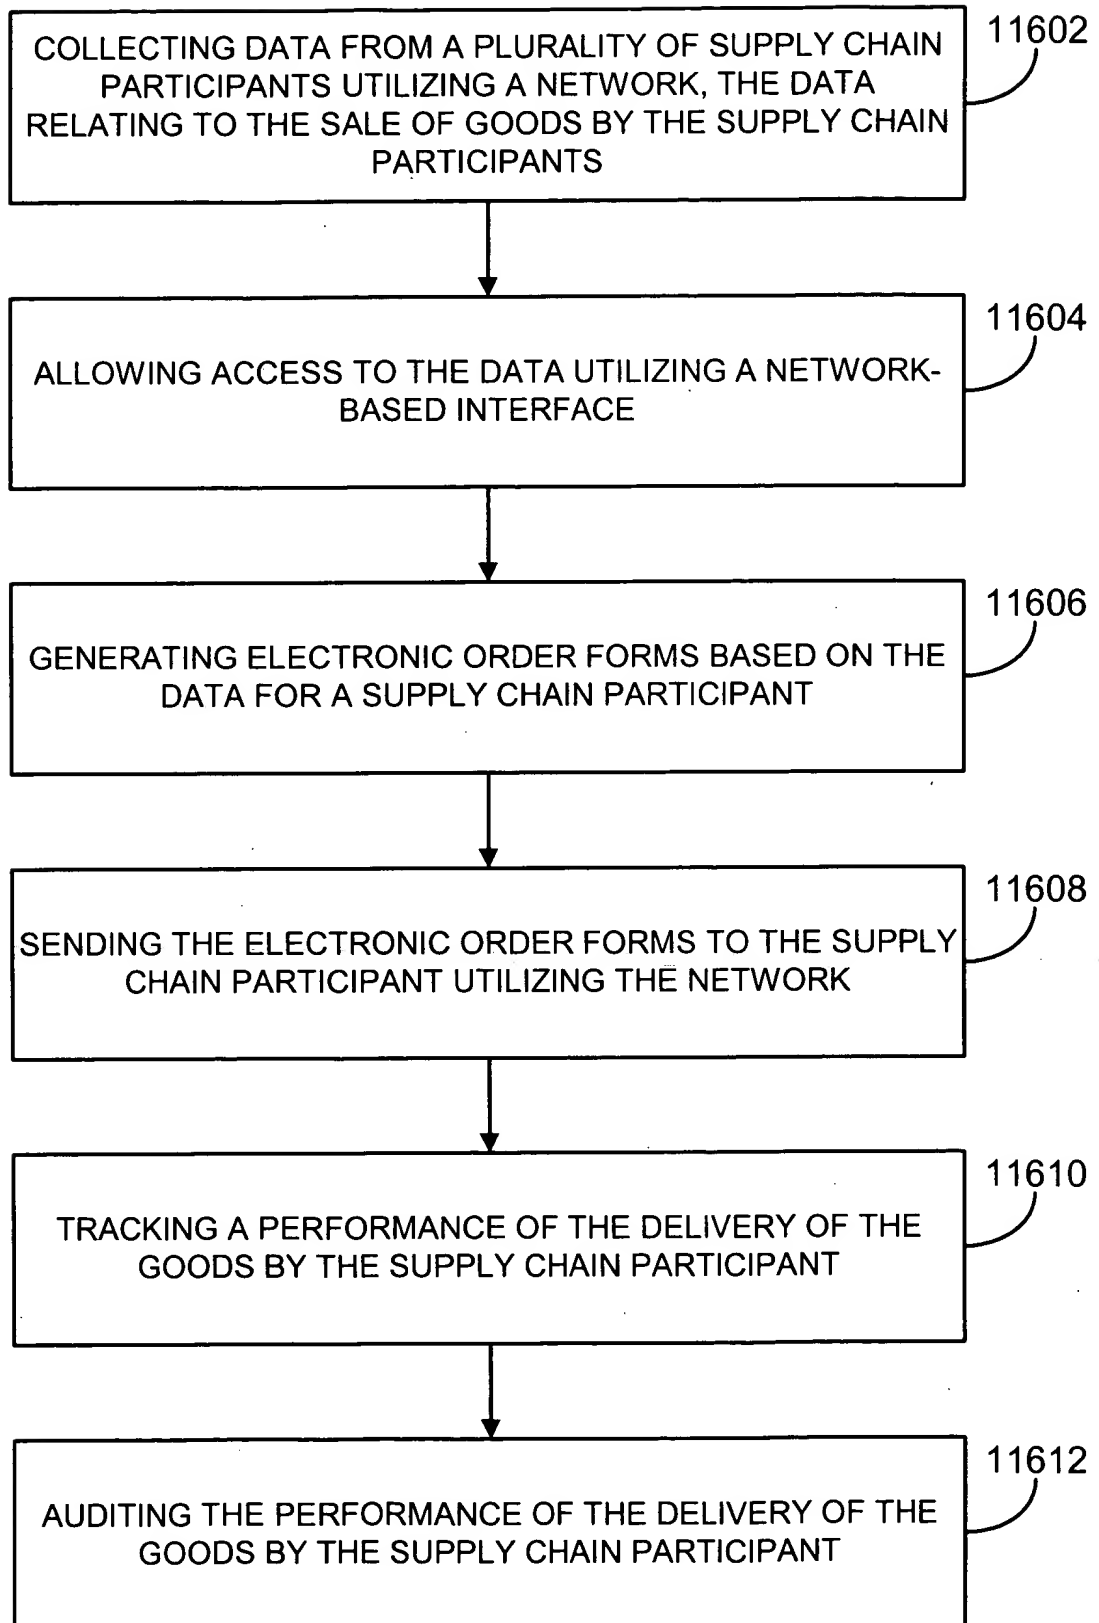 11602
COLLECTING DATA FROM A PLURALITY OF SUPPLY CHAIN
PARTICIPANTS UTILIZING A NETWORK, THE DATA
RELATING TO THE SALE OF GOODS BY THE SUPPLY CHAIN
PARTICIPANTS
11604
ALLOWING ACCESS TO THE DATA UTILIZING A NETWORK-
BASED INTERFACE
11606
GENERATING ELECTRONIC ORDER FORMS BASED ON THE
DATA FOR A SUPPLY CHAIN PARTICIPANT
11608
SENDING THE ELECTRONIC ORDER FORMS TO THE SUPPLY
CHAIN PARTICIPANT UTILIZING THE NETWORK
11610
TRACKING A PERFORMANCE OF THE DELIVERY OF THE
GOODS BY THE SUPPLY CHAIN PARTICIPANT
11612
AUDITING THE PERFORMANCE OF THE DELIVERY OF THE
GOODS BY THE SUPPLY CHAIN PARTICIPANT